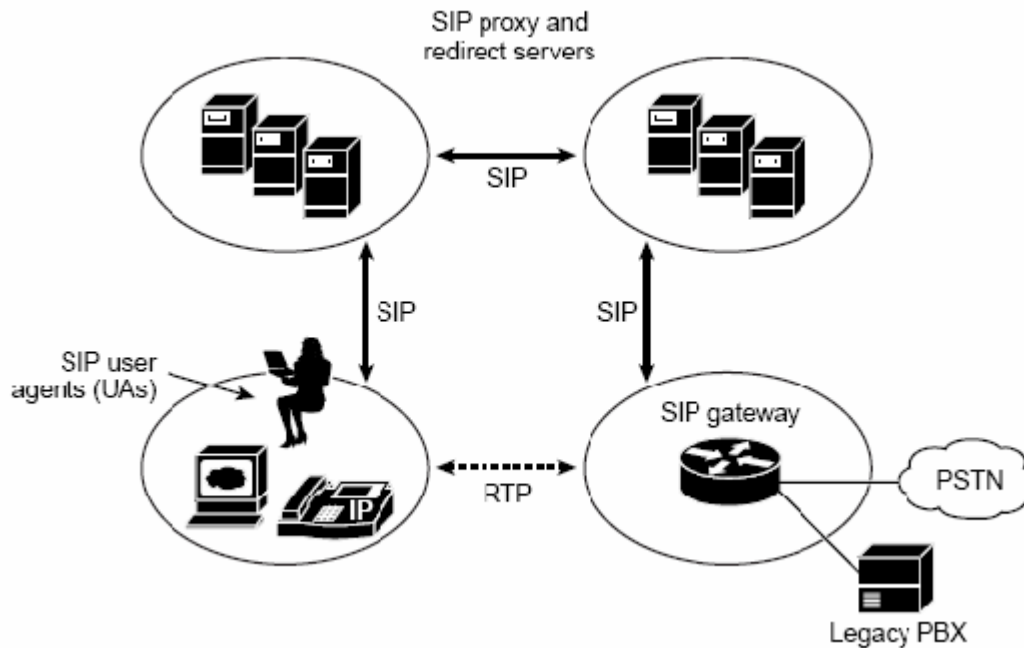 SIP proxy and
redirect servers
SIP
SIP
SIP
SIP user
agents (UAs)
SIP gateway
IP
RTP
PSTN
Legacy PBX